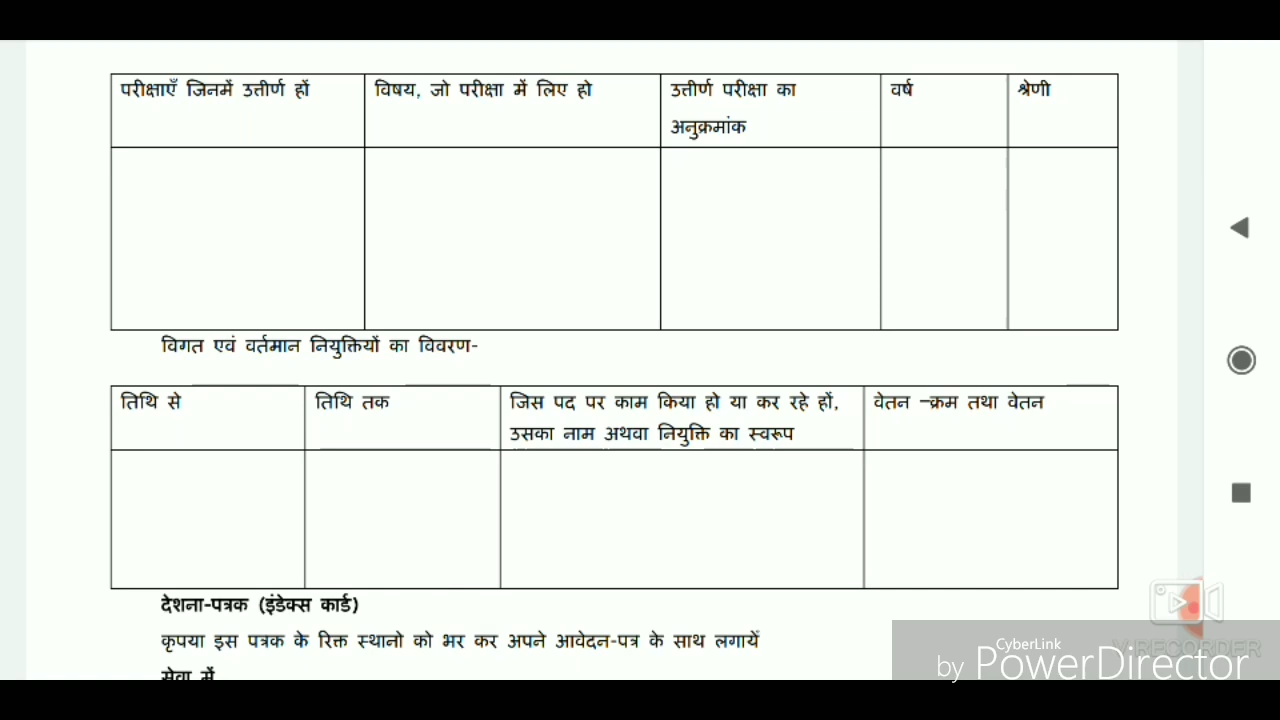 परीक्षाएँ जिनमें उत्तीर्ण हों
विषय, जो परीक्षा में लिए हो
उत्तीर्ण परीक्षा का
अनुक्रमांक
वर्ष
श्रेणी
विगत एवं वर्तमान नियुक्तियों का विवरण-
तिथि से
तिथि तक
जिस पद पर काम किया हो या कर रहे हों,
उसका नाम अथवा नियुक्ति का स्वरूप
वेतन –क्रम तथा वेतन
देशना-पत्रक (इंडेक्स कार्ड)
कृपया इस पत्रक के रिक्त स्थानो को भर कर अपने आवेदन-पत्र के साथ लगायें
सेवा में
V RECORDER
CyberLink
by PowerDirector